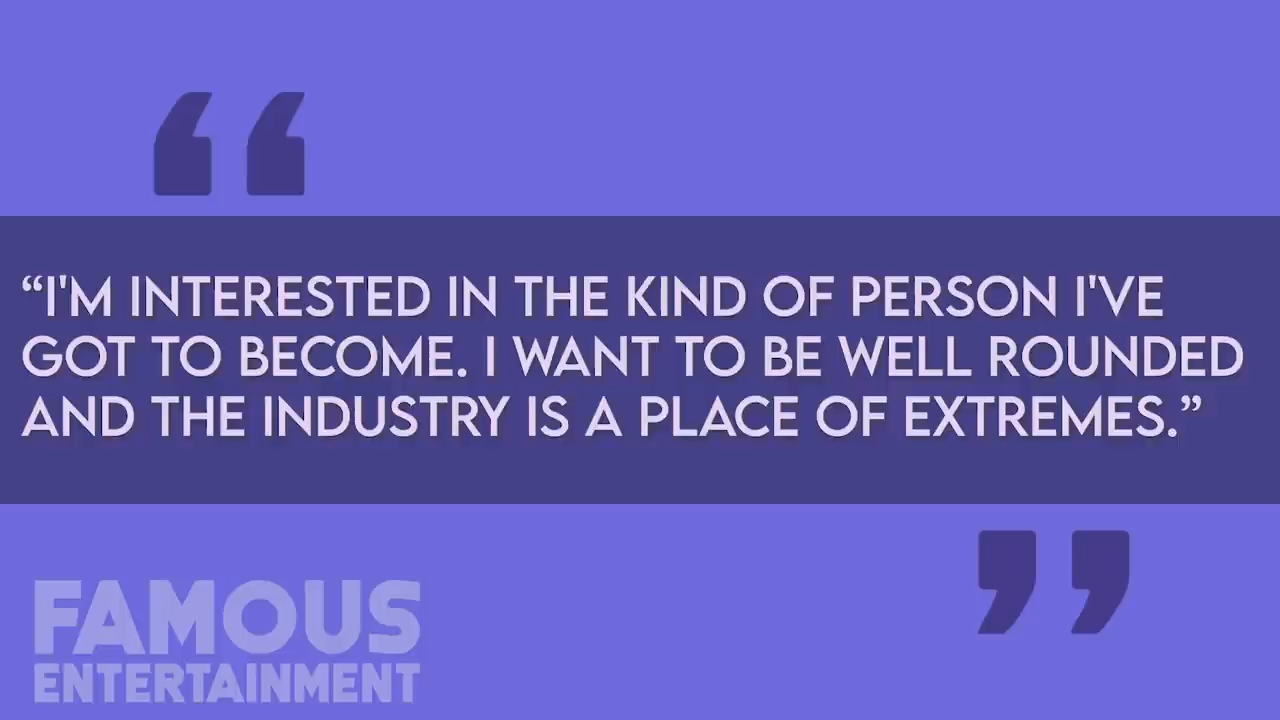 “I'M INTERESTED IN THE KIND OF PERSON I'VE
GOT TO BECOME. I WANT TO BE WELL ROUNDED
AND THE INDUSTRY IS A PLACE OF EXTREMES.”
FAMOUS
ENTERTAINMENT